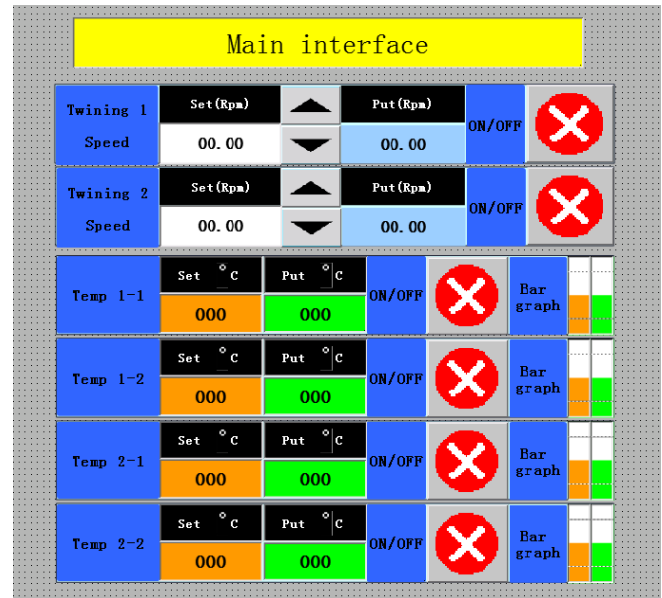 Main interface
Twining 1 Set(Rpm) Put(Rpm) ON/OFF
Speed 00.00 00.00
Twining 2 Set(Rpm) Put(Rpm) ON/OFF
Speed 00.00 00.00
Temp 1-1 Set °C Put °C ON/OFF Bar graph
000 000
Temp 1-2 Set °C Put °C ON/OFF Bar graph
000 000
Temp 2-1 Set °C Put °C ON/OFF Bar graph
000 000
Temp 2-2 Set °C Put °C ON/OFF Bar graph
000 000